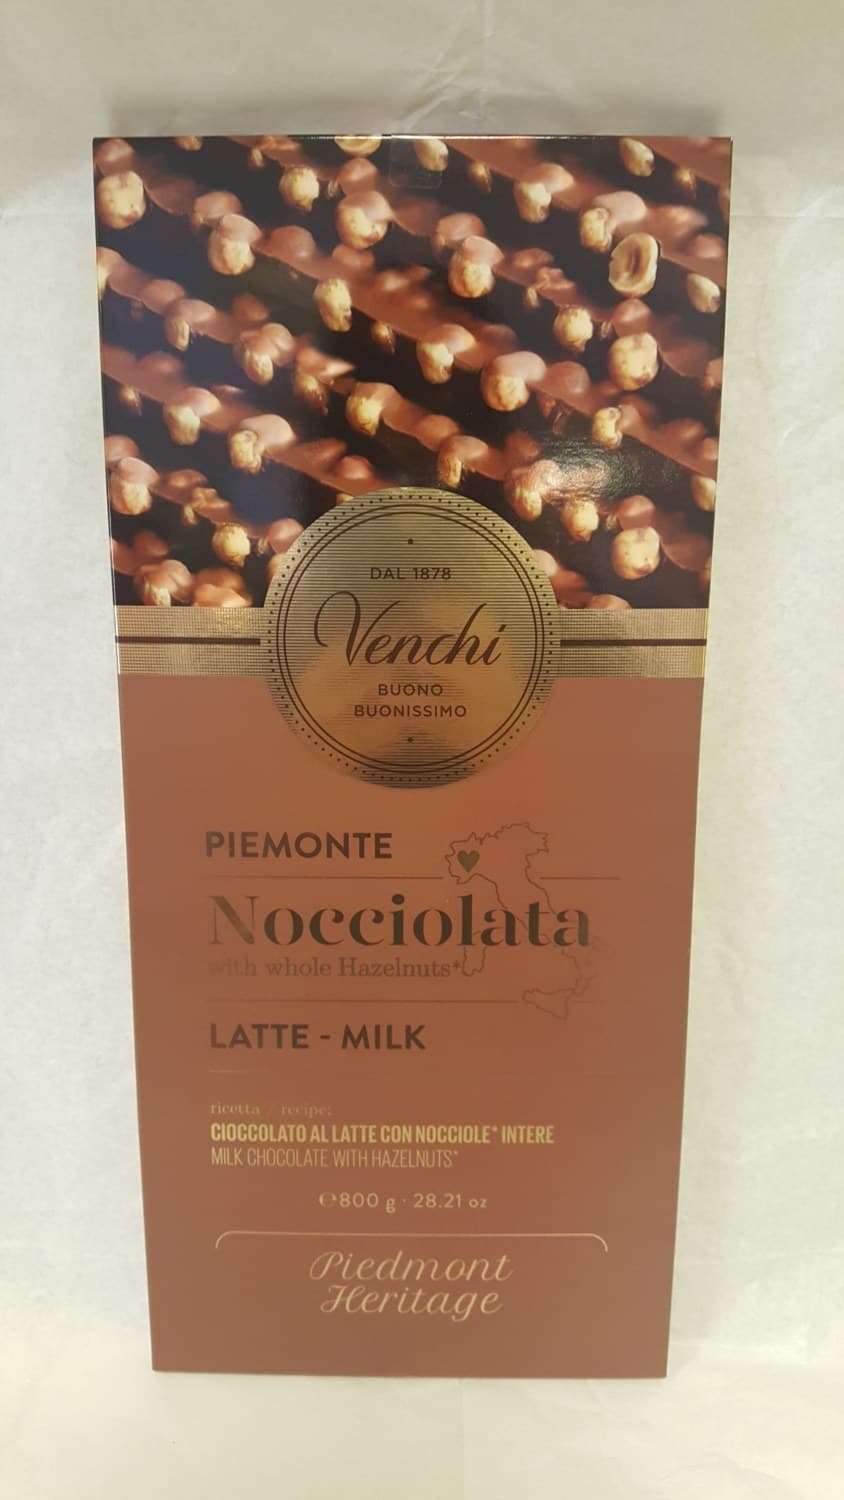 DAL 1878
Venchi
BUONO
BUONISSIMO
PIEMONTE
Nocciolata
with whole Hazelnuts*
LATTE - MILK
ricetta / recipe:
CIOCCOLATO AL LATTE CON NOCCIOLE* INTERE
MILK CHOCOLATE WITH HAZELNUTS*
℮800 g · 28.21 oz
Piedmont
Heritage